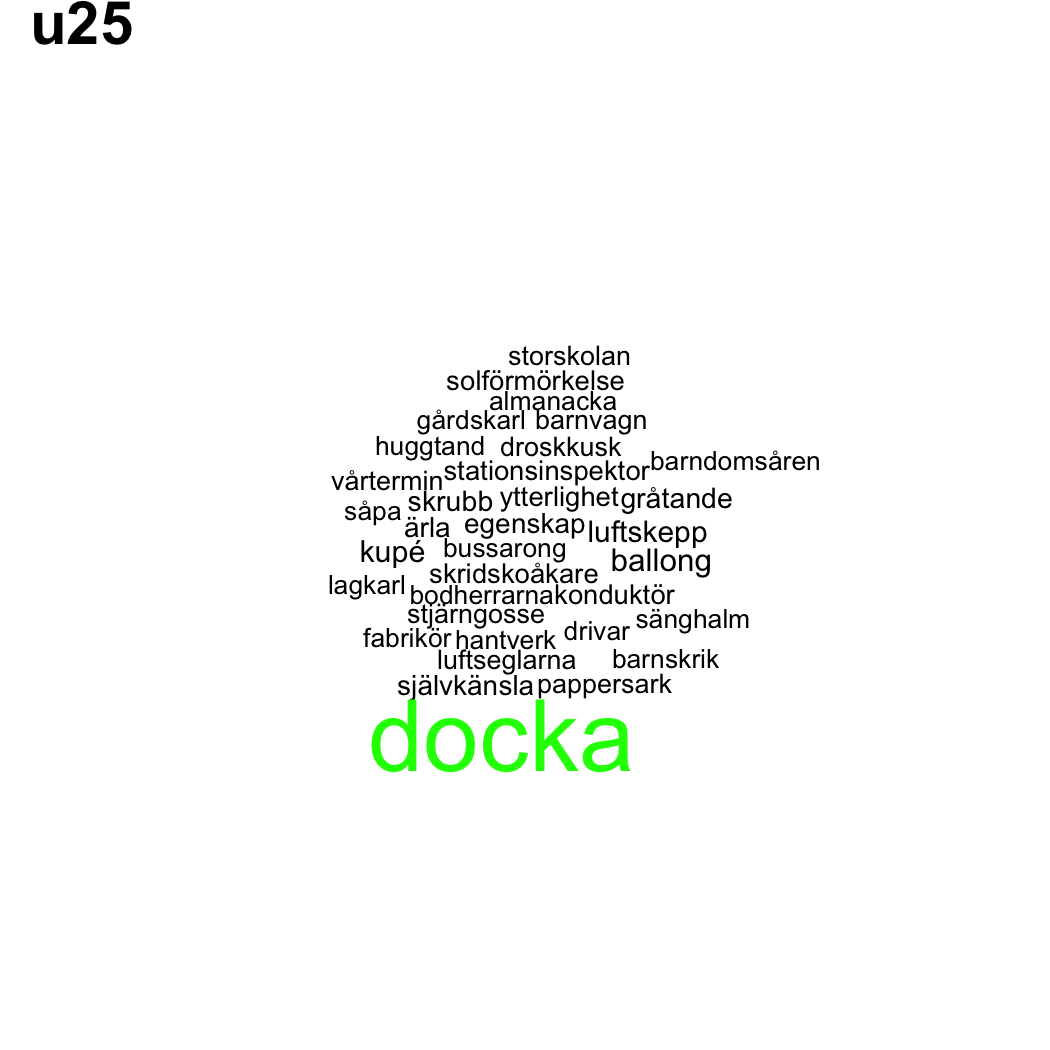 u25
storskolan
solförmörkelse
almanacka
gårdskarl barnvagn
huggtand droskkusk
barndomsåren
stationsinspektor
vårtermin
skrubb ytterlighet gråtande
såpa
ärla egenskap luftskepp
kupé bussarong ballong
skridskoåkare
lagkarl bodherrarna konduktör
stjärngosse sänghalm
fabrikör hantverk drivar
luftseglarna barnskrik
självkänsla pappersark
docka